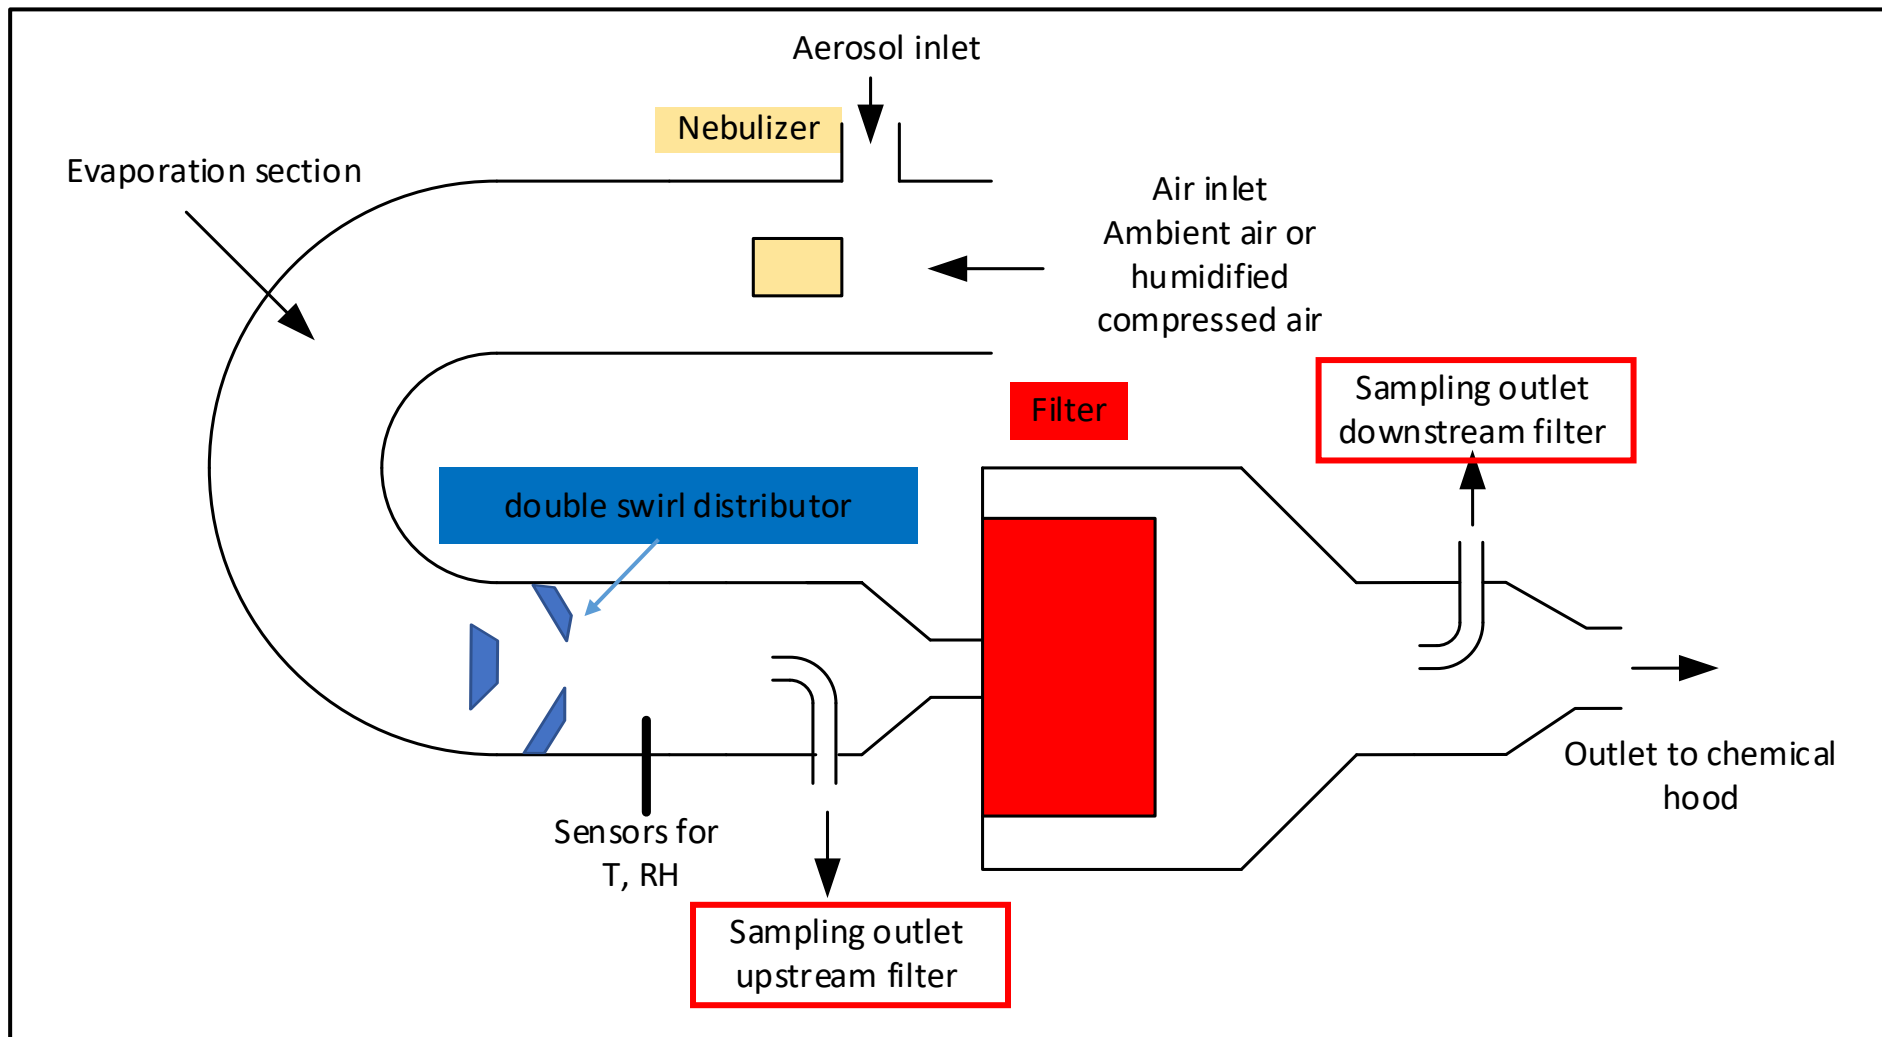 Aerosol inlet
Nebulizer
Evaporation section
Air inlet
Ambient air or
humidified
compressed air
Filter
Sampling outlet
downstream filter
double swirl distributor
Outlet to chemical
hood
Sensors for
T, RH
Sampling outlet
upstream filter